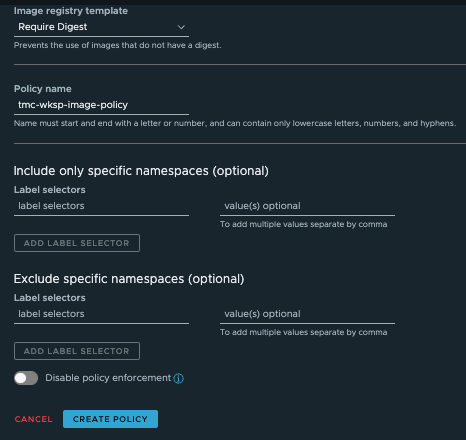 Image registry template
Require Digest
Prevents the use of images that do not have a digest.
Policy name
tmc-wksp-image-policy
Name must start and end with a letter or number, and can contain only lowercase letters, numbers, and hyphens.
Include only specific namespaces (optional)
Label selectors
label selectors value(s) optional
To add multiple values separate by comma
ADD LABEL SELECTOR
Exclude specific namespaces (optional)
Label selectors
label selectors value(s) optional
To add multiple values separate by comma
ADD LABEL SELECTOR
Disable policy enforcement
CANCEL CREATE POLICY